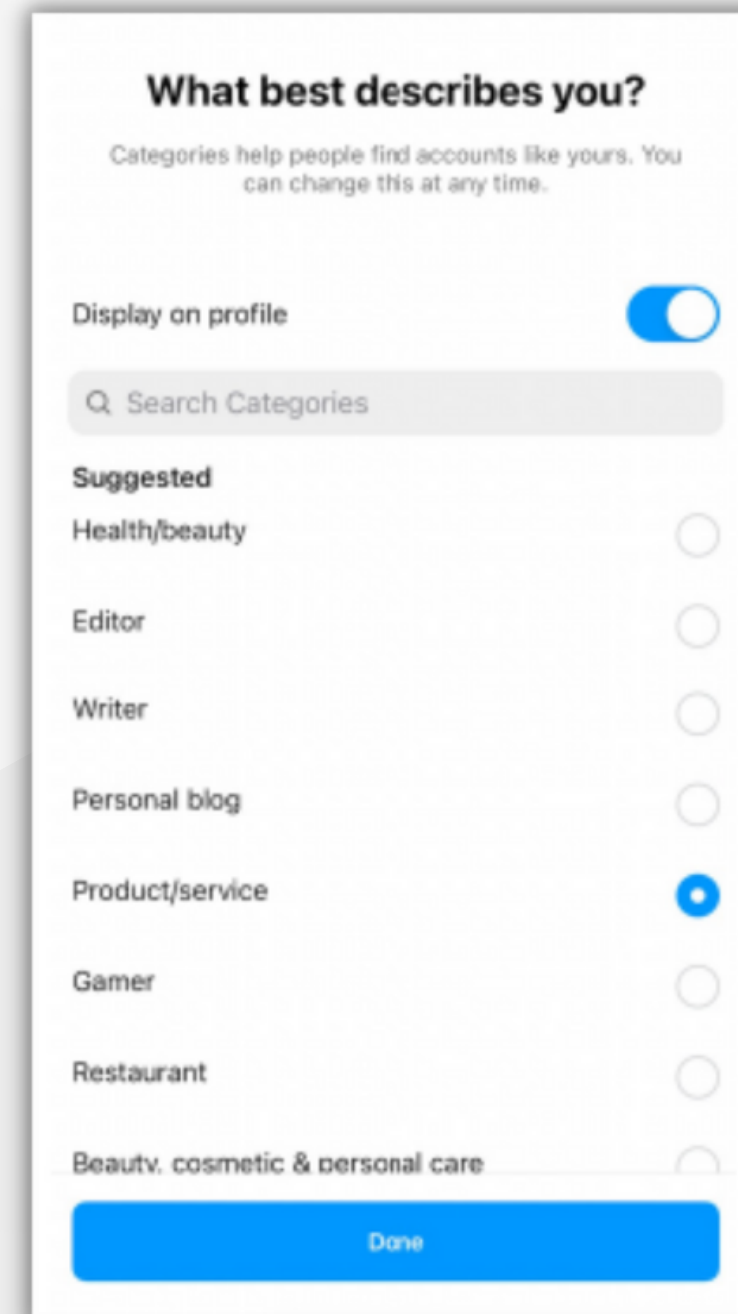 What best describes you?
Categories help people find accounts like yours. You
can change this at any time.
Display on profile
Search Categories
Suggested
Health/beauty
Editor
Writer
Personal blog
Product/service
Gamer
Restaurant
Beauty, cosmetic & personal care
Done